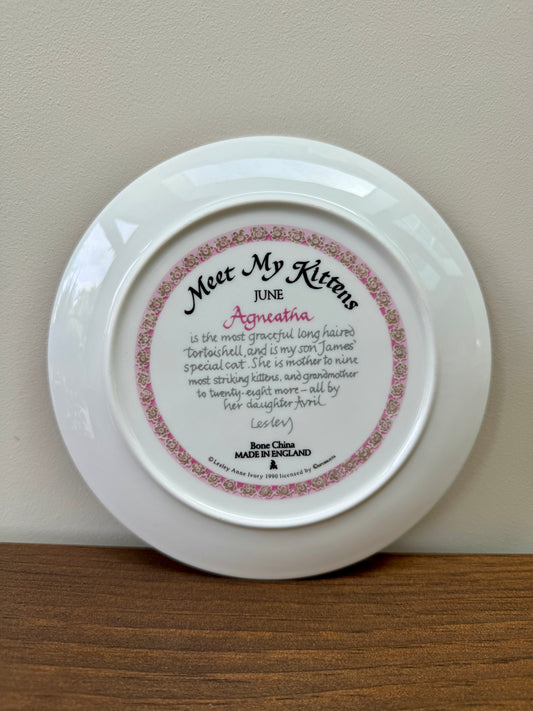 Meet My Kittens
JUNE
Agneatha
is the most graceful long haired
tortoishell, and is my son James'
special cat. She is mother to nine
most striking kittens, and grandmother
to twenty-eight more – all by
her daughter Avril
Lesley
Bone China
MADE IN ENGLAND
© Lesley Anne Ivory 1990 licensed by ©